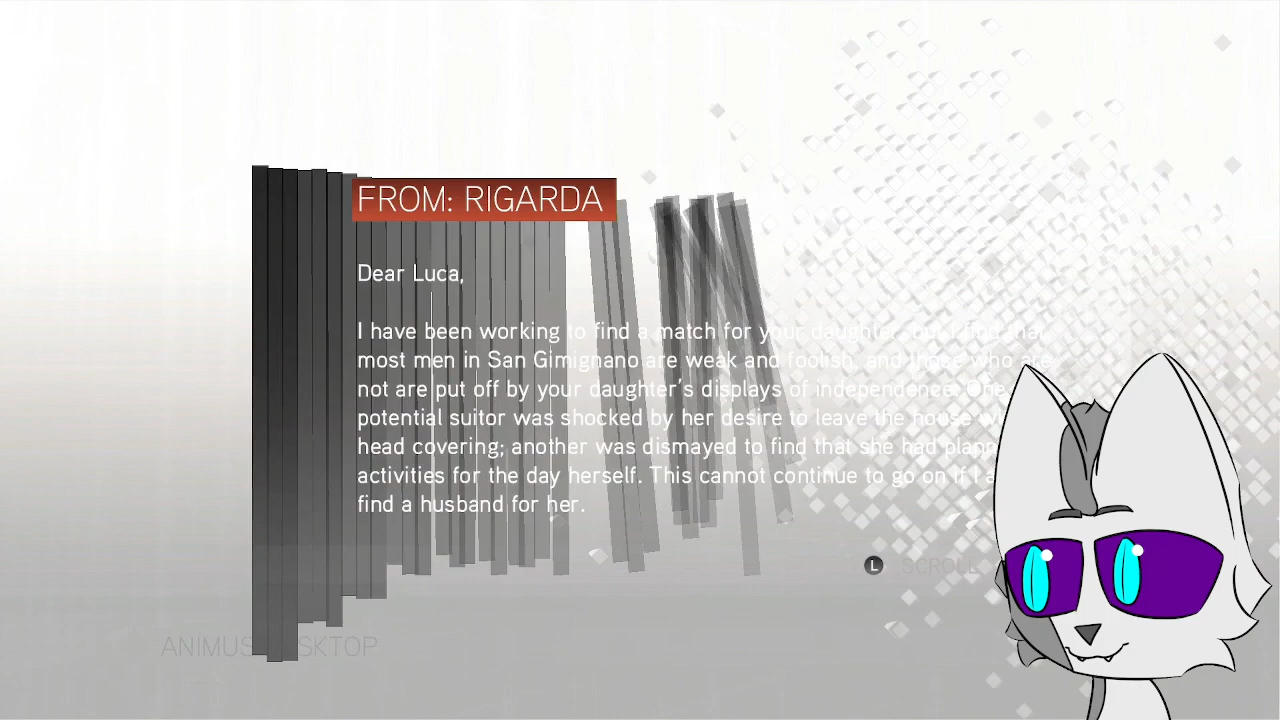 FROM: RIGARDA
Dear Luca,
I have been working to find a match for your daughter, but I find that
most men in San Gimignano are weak and foolish, and those who are
not are put off by your daughter's displays of independence. One
potential suitor was shocked by her desire to leave the house
head covering; another was dismayed to find that she had
activities for the day herself. This cannot continue to go on if I
find a husband for her.
L SCROLL
ANIMUS DESKTOP